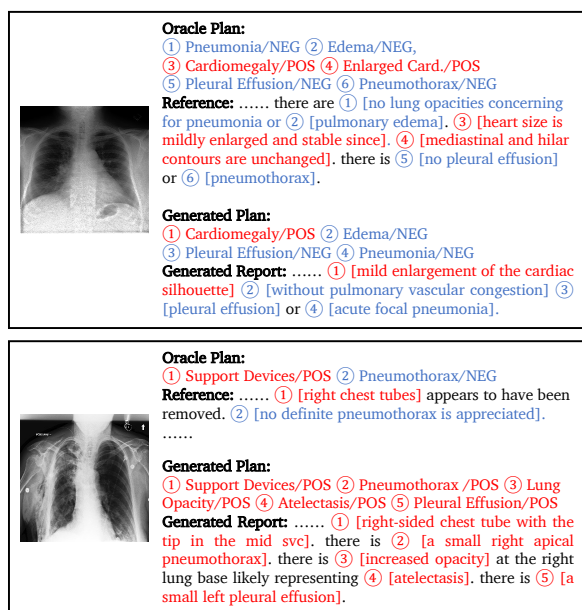 Oracle Plan:
① Pneumonia/NEG ② Edema/NEG,
③ Cardiomegaly/POS ④ Enlarged Card./POS
⑤ Pleural Effusion/NEG ⑥ Pneumothorax/NEG
Reference: ...... there are ① [no lung opacities concerning
for pneumonia or ② [pulmonary edema]. ③ [heart size is
mildly enlarged and stable since]. ④ [mediastinal and hilar
contours are unchanged]. there is ⑤ [no pleural effusion]
or ⑥ [pneumothorax].
Generated Plan:
① Cardiomegaly/POS ② Edema/NEG
③ Pleural Effusion/NEG ④ Pneumonia/NEG
Generated Report: ...... ① [mild enlargement of the cardiac
silhouette] ② [without pulmonary vascular congestion] ③
[pleural effusion] or ④ [acute focal pneumonia].
Oracle Plan:
① Support Devices/POS ② Pneumothorax/NEG
Reference: ...... ① [right chest tubes] appears to have been
removed. ② [no definite pneumothorax is appreciated].
......
Generated Plan:
① Support Devices/POS ② Pneumothorax /POS ③ Lung
Opacity/POS ④ Atelectasis/POS ⑤ Pleural Effusion/POS
Generated Report: ...... ① [right-sided chest tube with the
tip in the mid svc]. there is ② [a small right apical
pneumothorax]. there is ③ [increased opacity] at the right
lung base likely representing ④ [atelectasis]. there is ⑤ [a
small left pleural effusion].